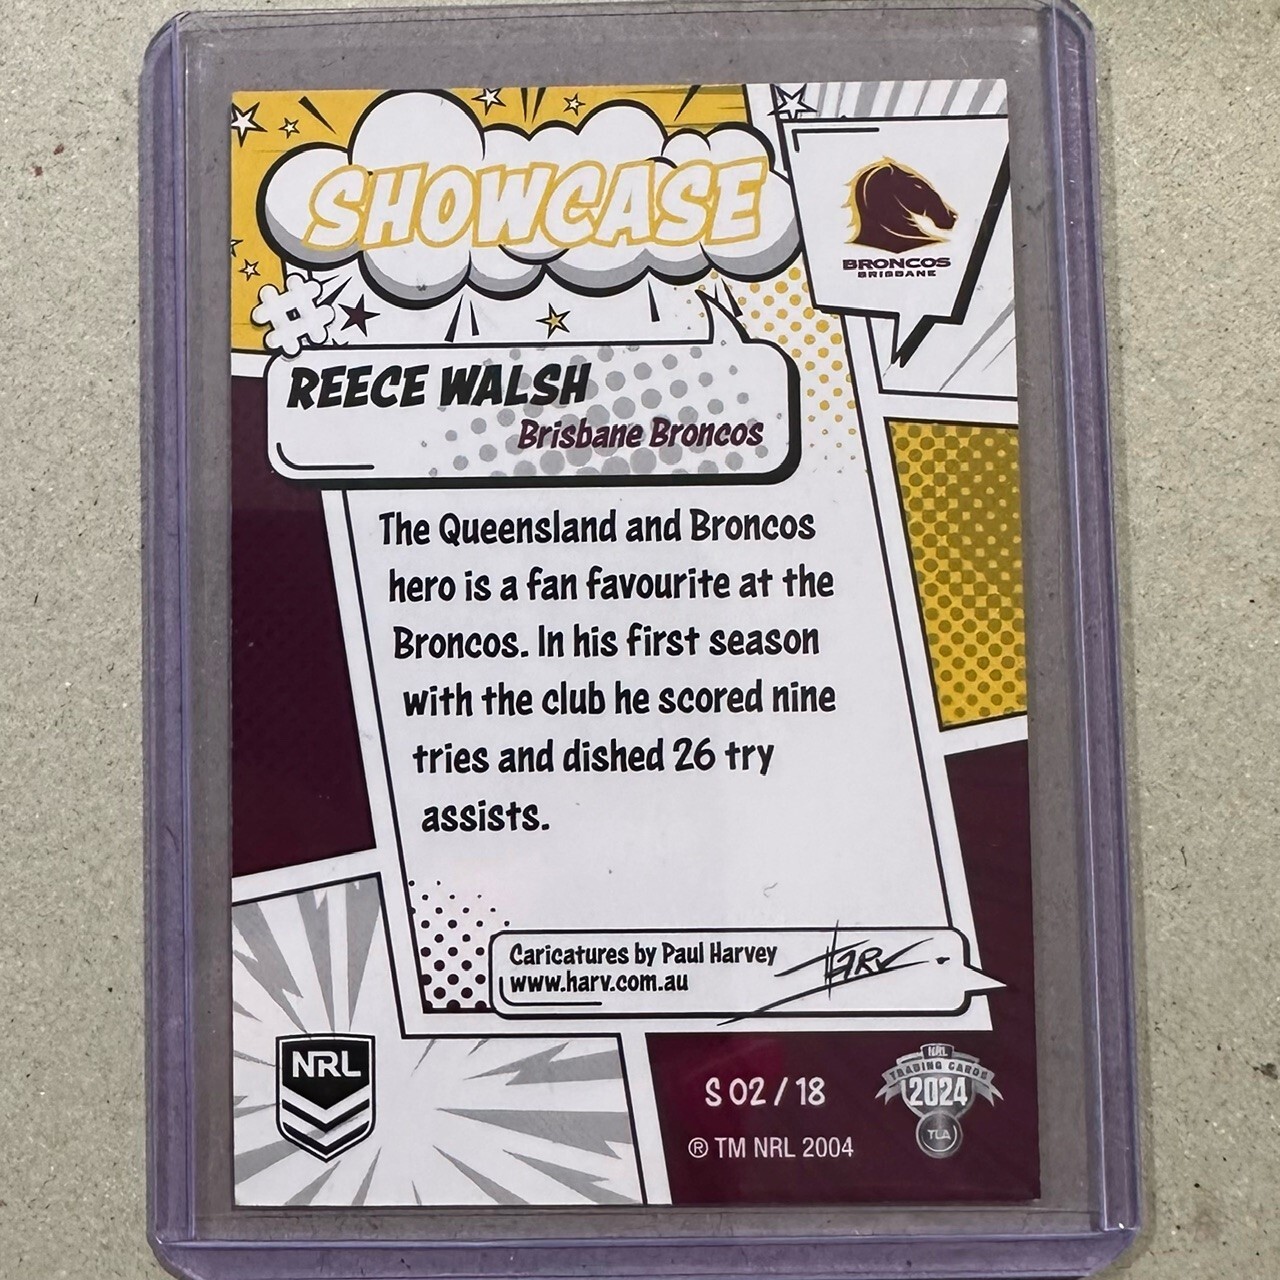 SHOWCASE
BRONCOS
BRISBANE
#
REECE WALSH
Brisbane Broncos
The Queensland and Broncos
hero is a fan favourite at the
Broncos. In his first season
with the club he scored nine
tries and dished 26 try
assists.
Caricatures by Paul Harvey
www.harv.com.au
HARV
NRL
S 02 / 18
® TM NRL 2004
NRL
TRADING CARDS
2024
TLA